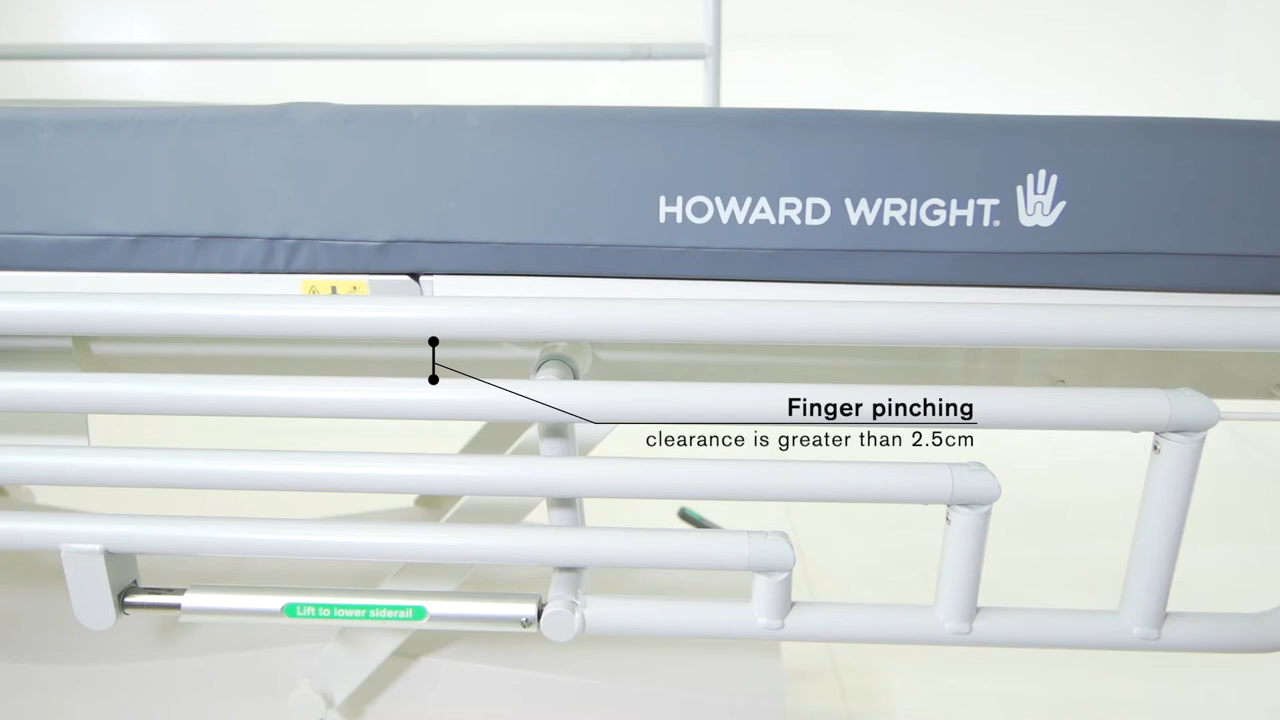 HOWARD WRIGHT®
Finger pinching
clearance is greater than 2.5cm
Lift to lower siderail